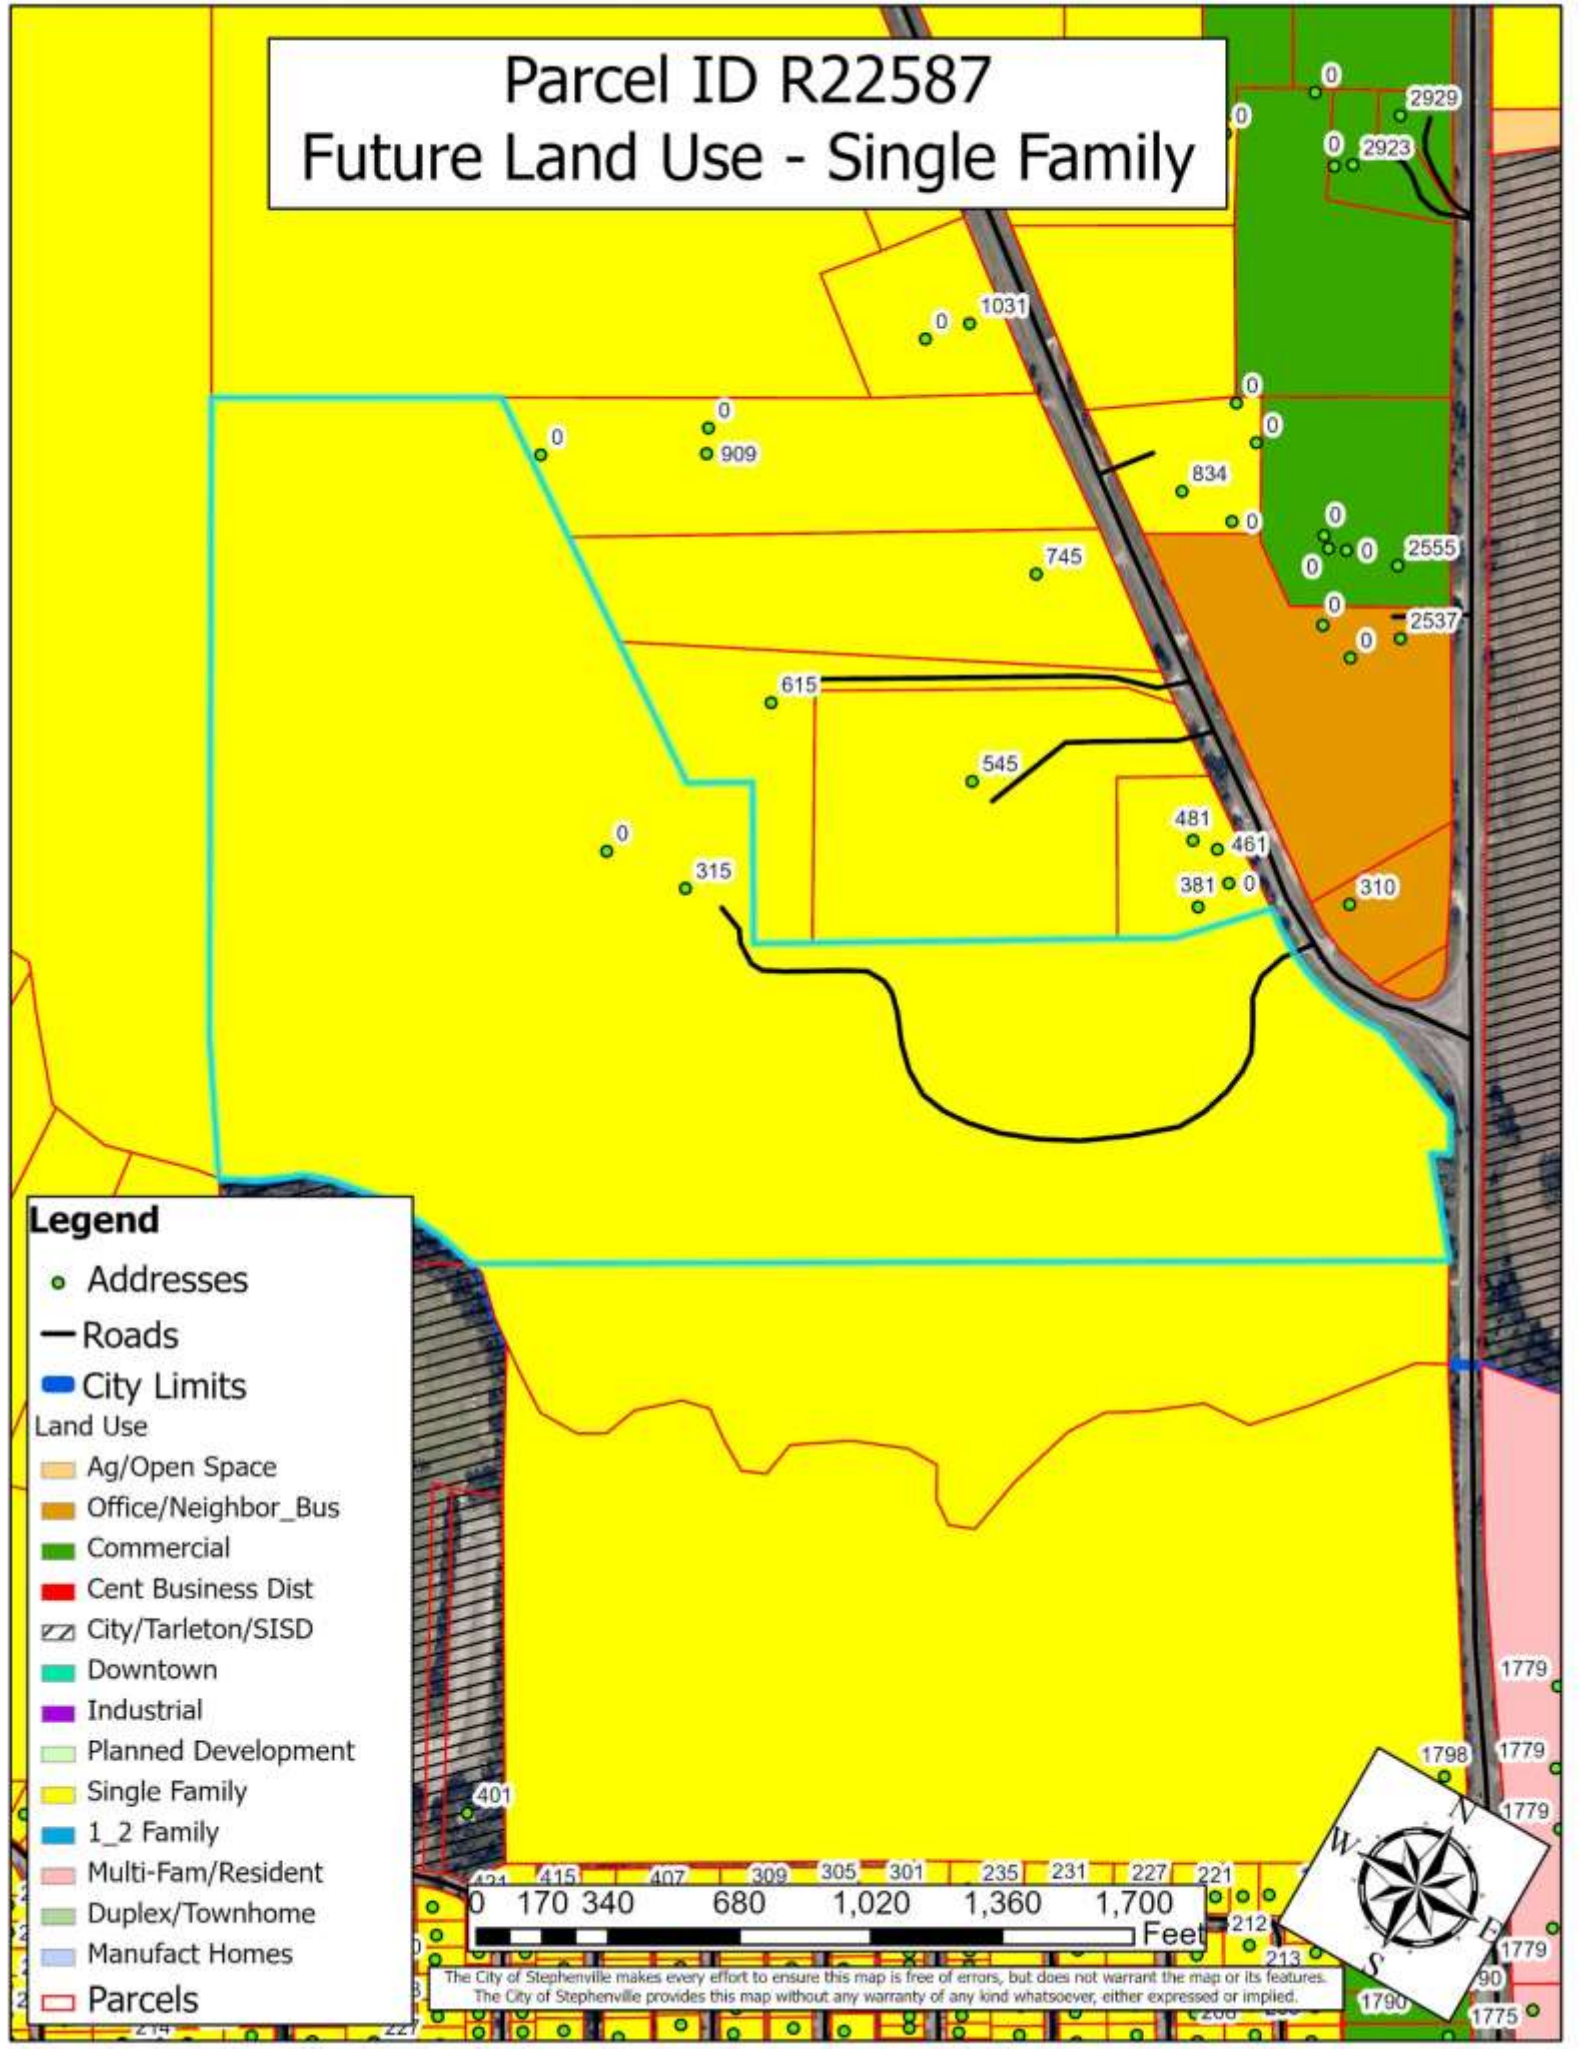 Parcel ID R22587
Future Land Use - Single Family
0
2929
0
0
2923
1031
0
0
0
0
0
909
834
0
0
745
0
0
2555
0
0
2537
0
615
545
481
461
0
315
381
0
310
Legend
Addresses
Roads
City Limits
Land Use
Ag/Open Space
Office/Neighbor_Bus
Commercial
Cent Business Dist
City/Tarleton/SISD
Downtown
Industrial
Planned Development
Single Family
1_2 Family
Multi-Fam/Resident
Duplex/Townhome
Manufact Homes
Parcels
1779
1798
1779
401
1779
N
W
E
S
415
407
309
305
301
235
231
227
221
0 170 340 680 1,020 1,360 1,700
Feet
212
213
1779
The City of Stephenville makes every effort to ensure this map is free of errors, but does not warrant the map or its features.
The City of Stephenville provides this map without any warranty of any kind whatsoever, either expressed or implied.
90
1790
1775
214
227